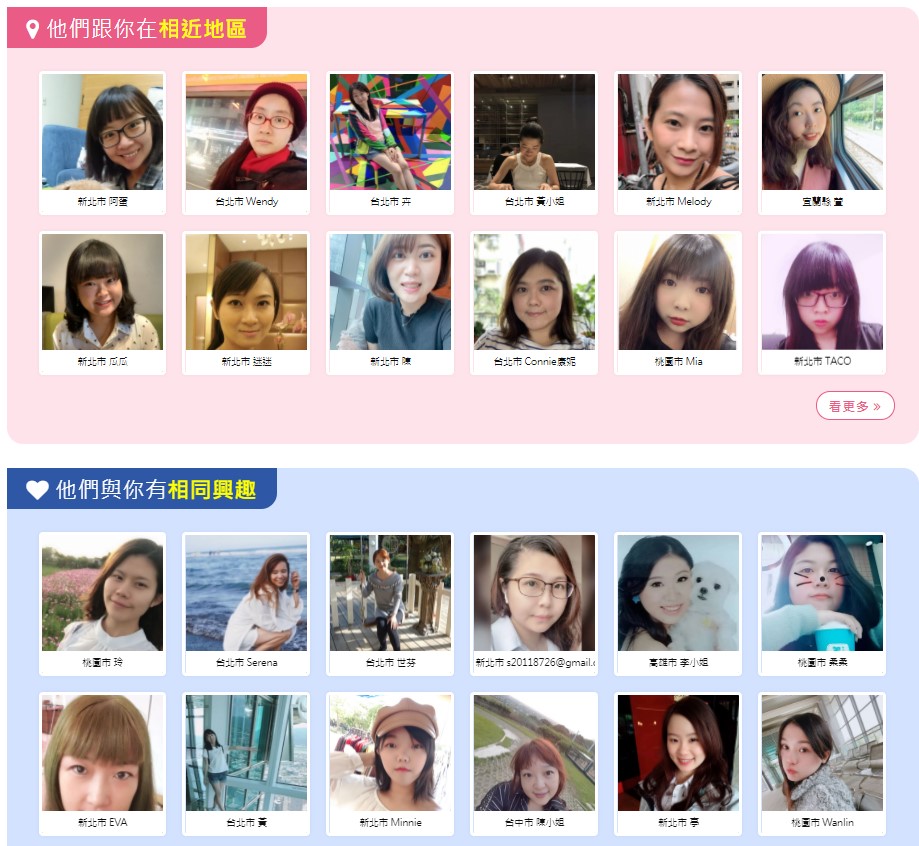 他們跟你在相近地區
新北市 阿蛋
台北市 Wendy
台北市 卉
台北市 黃小姐
新北市 Melody
宜蘭縣 萱
新北市 瓜瓜
新北市 迷迷
新北市 陳
台北市 Connie康妮
桃園市 Mia
新北市 TACO
看更多 »
他們與你有相同興趣
桃園市 玲
台北市 Serena
台北市 世芬
新北市 s20118726@gmail.c
高雄市 李小姐
桃園市 柔柔
新北市 EVA
台北市 黃
新北市 Minnie
台中市 陳小姐
新北市 亭
桃園市 Wanlin